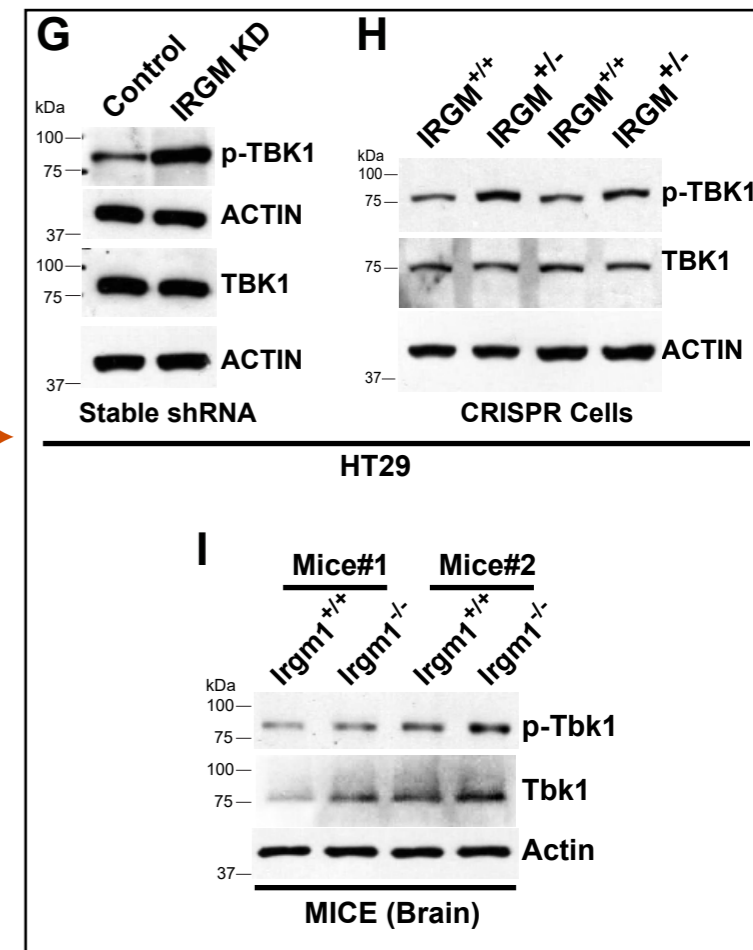 G
Control
IRGM KD
kDa
100
75
p-TBK1
37
ACTIN
100
75
TBK1
37
ACTIN
Stable shRNA
H
IRGM+/+
IRGM+/-
IRGM+/+
IRGM+/-
kDa
100
75
p-TBK1
75
TBK1
37
ACTIN
CRISPR Cells
HT29
I
Mice#1
Mice#2
Irgm1+/+
Irgm1-/-
Irgm1+/+
Irgm1-/-
kDa
100
75
p-Tbk1
100
75
Tbk1
37
Actin
MICE (Brain)